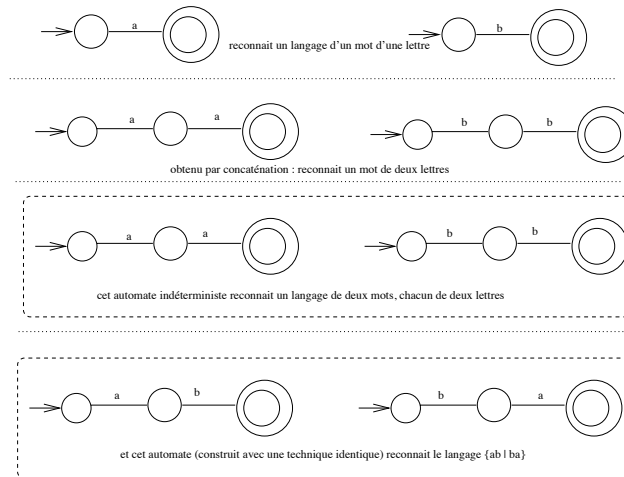 a
b
reconnait un langage d'un mot d'une lettre
a a b b
obtenu par concaténation : reconnait un mot de deux lettres
a a b b
cet automate indéterministe reconnait un langage de deux mots, chacun de deux lettres
a b b a
et cet automate (construit avec une technique identique) reconnait le langage {ab | ba}